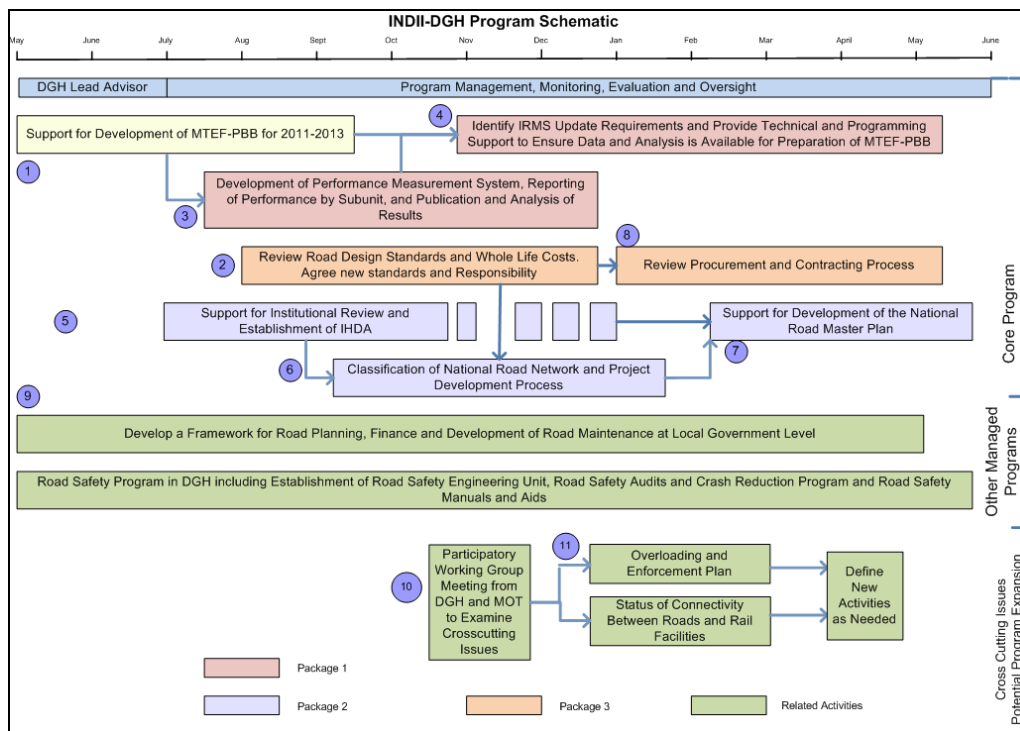 INDII-DGH Program Schematic
May June July Aug Sept Oct Nov Dec Jan Feb Mar April May June
DGH Lead Advisor
Program Management, Monitoring, Evaluation and Oversight
4
Support for Development of MTEF-PBB for 2011-2013
Identify IRMS Update Requirements and Provide Technical and Programming
Support to Ensure Data and Analysis is Available for Preparation of MTEF-PBB
1
3
Development of Performance Measurement System, Reporting
of Performance by Subunit, and Publication and Analysis of
Results
8
2
Review Road Design Standards and Whole Life Costs.
Agree new standards and Responsibility
Review Procurement and Contracting Process
5
Support for Institutional Review and
Establishment of IHDA
Support for Development of the National
Road Master Plan
7
6
Classification of National Road Network and Project
Development Process
Core Program
9
Develop a Framework for Road Planning, Finance and Development of Road Maintenance at Local Government Level
Road Safety Program in DGH including Establishment of Road Safety Engineering Unit, Road Safety Audits and Crash Reduction Program and Road Safety
Manuals and Aids
Other Managed
Programs
10
Participatory
Working Group
Meeting from
DGH and MOT
to Examine
Crosscutting
Issues
11
Overloading and
Enforcement Plan
Status of Connectivity
Between Roads and Rail
Facilities
Define
New
Activities
as Needed
Cross Cutting Issues
Potential Program Expansion
Package 1
Package 2
Package 3
Related Activities